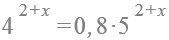 4^{2+x} = 0,8 · 5^{2+x}